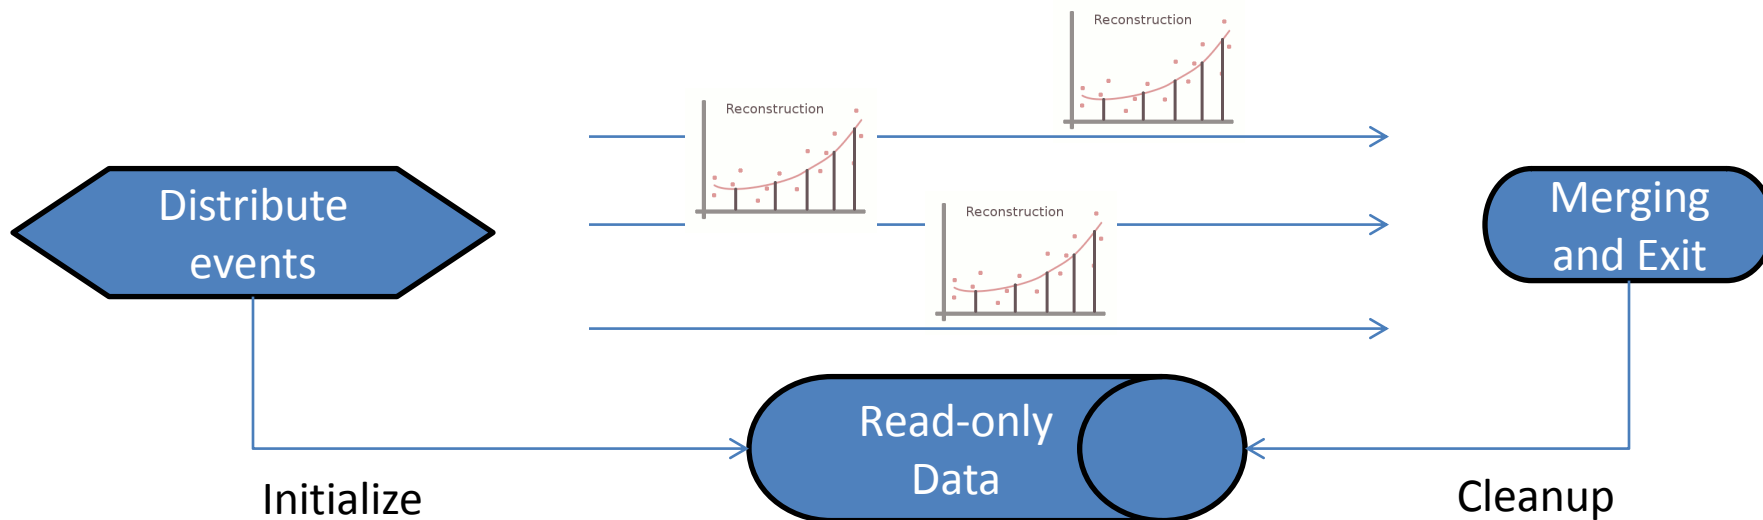 Reconstruction
Reconstruction
Distribute
events
Reconstruction
Merging
and Exit
Read-only
Data
Initialize
Cleanup